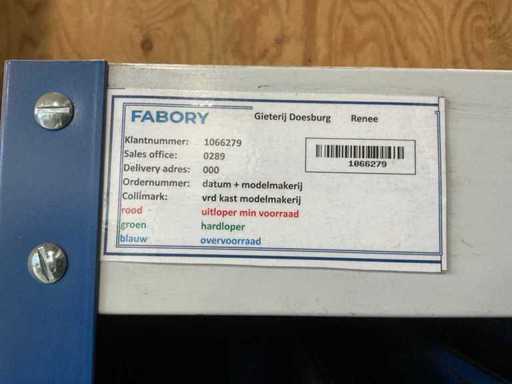 FABORY Gieterij Doesburg Renee
Klantnummer: 1066279
Sales office: 0289
Delivery adres: 000
Ordernummer: datum + modelmakerij
Collimark: vrd kast modelmakerij
rood uitloper min voorraad
groen hardloper
blauw overvoorraad
1066279